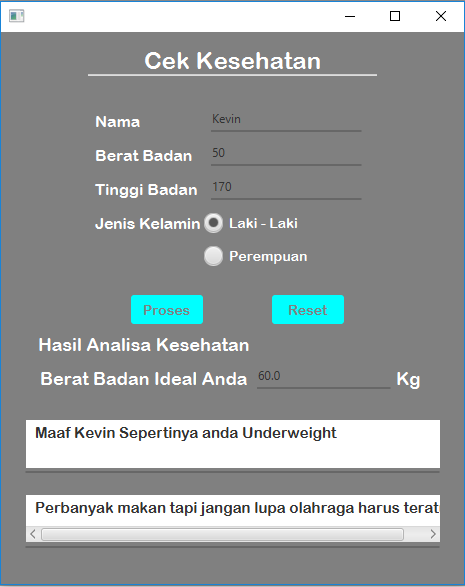 Cek Kesehatan
Nama Kevin
Berat Badan 50
Tinggi Badan 170
Jenis Kelamin Laki - Laki
Perempuan
Proses Reset
Hasil Analisa Kesehatan
Berat Badan Ideal Anda 60.0 Kg
Maaf Kevin Sepertinya anda Underweight
Perbanyak makan tapi jangan lupa olahraga harus terat